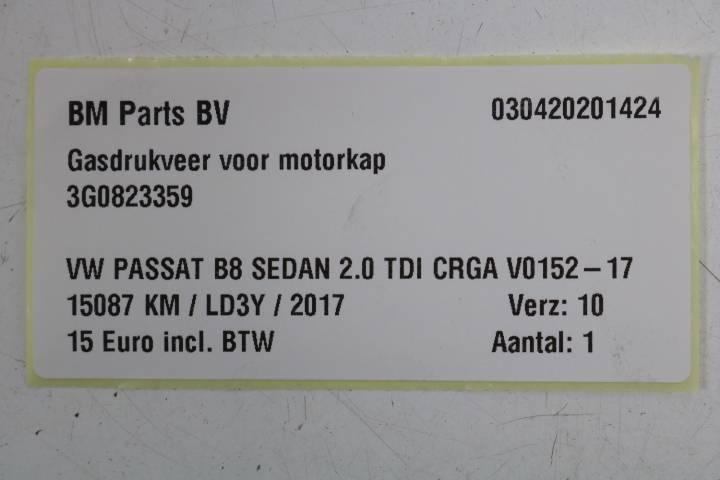 BM Parts BV 030420201424
Gasdrukveer voor motorkap
3G0823359
VW PASSAT B8 SEDAN 2.0 TDI CRGA V0152-17
15087 KM / LD3Y / 2017 Verz: 10
15 Euro incl. BTW Aantal: 1